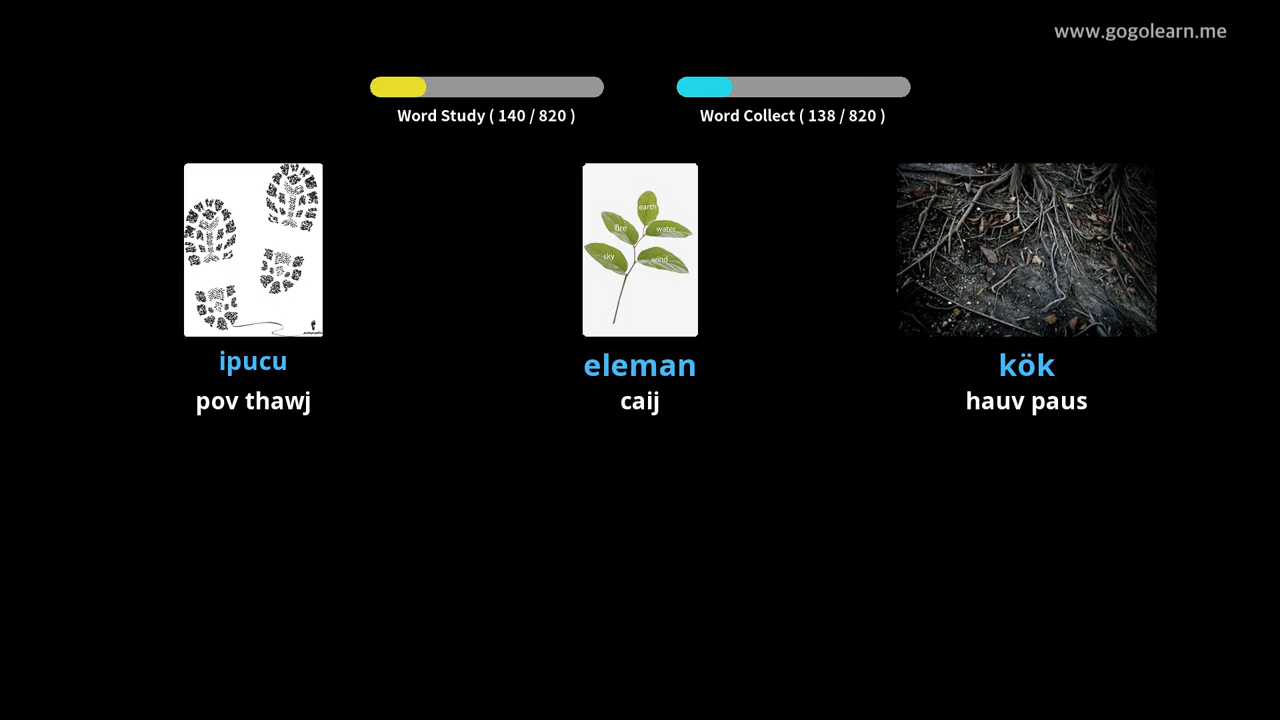 www.gogolearn.me
Word Study ( 140 / 820 )
Word Collect ( 138 / 820 )
earth
fire
water
sky
wind
ipucu
eleman
kök
pov thawj
caij
hauv paus